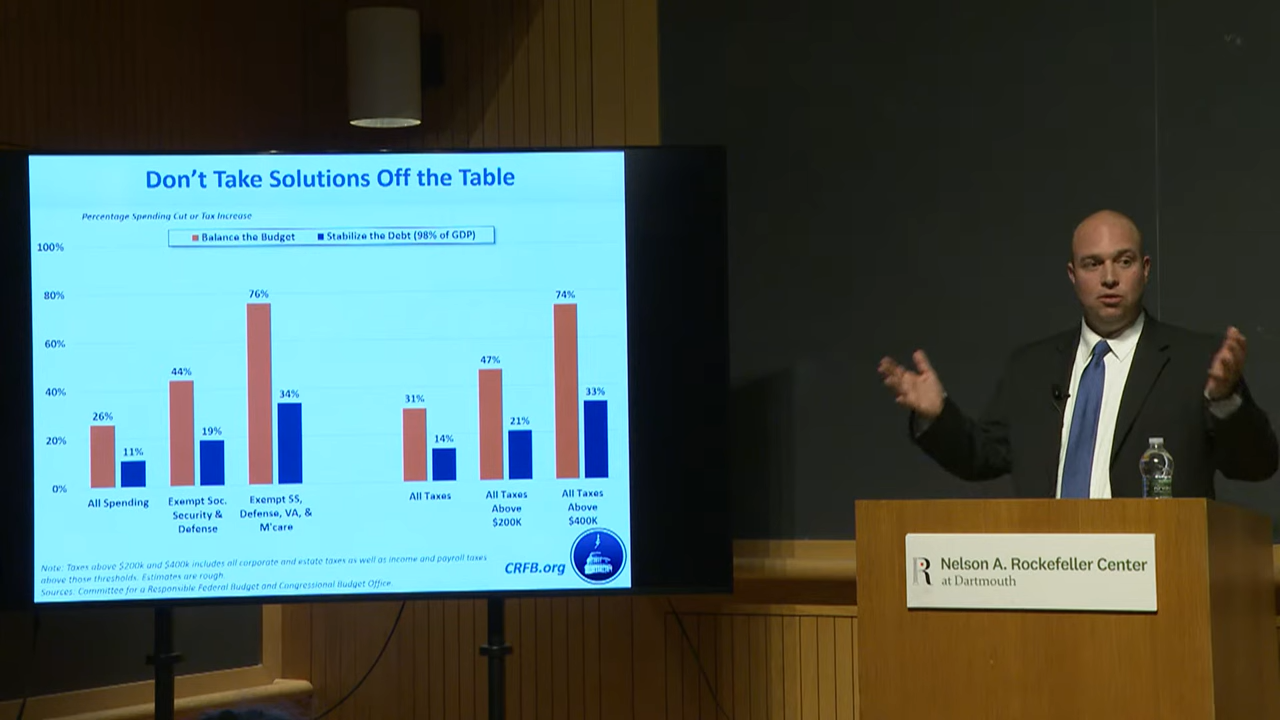 Don't Take Solutions Off the Table
Percentage Spending Cut or Tax Increase
Balance the Budget Stabilize the Debt (98% of GDP)
100%
80%
60%
40%
20%
0%
26%
11%
44%
19%
76%
34%
31%
14%
47%
21%
74%
33%
All Spending
Exempt Soc.
Security &
Defense
Exempt SS,
Defense, VA, &
M'care
All Taxes
All Taxes
Above
$200K
All Taxes
Above
$400K
Note: Taxes above $200k and $400k includes all corporate and estate taxes as well as income and payroll taxes
above those thresholds. Estimates are rough.
Sources: Committee for a Responsible Federal Budget and Congressional Budget Office.
CRFB.org
R
Nelson A. Rockefeller Center
at Dartmouth